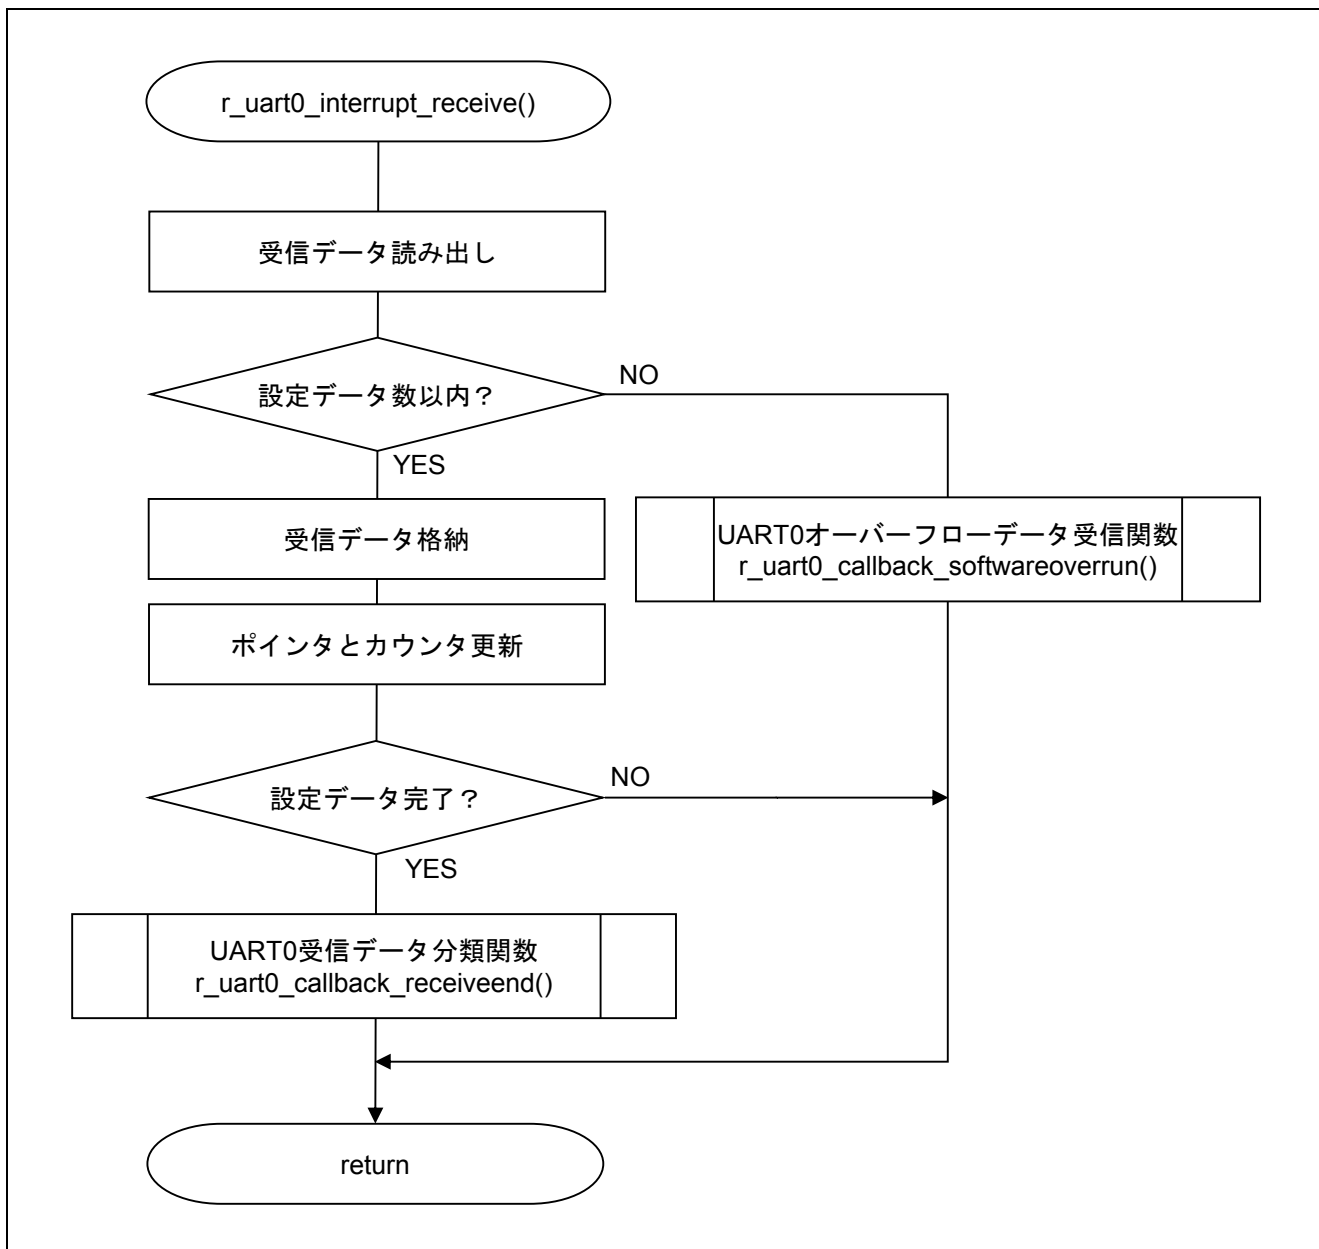 r_uart0_interrupt_receive()
受信データ読み出し
設定データ数以内？
NO
YES
受信データ格納
UART0オーバーフローデータ受信関数
r_uart0_callback_softwareoverrun()
ポインタとカウンタ更新
設定データ完了？
NO
YES
UART0受信データ分類関数
r_uart0_callback_receiveend()
return